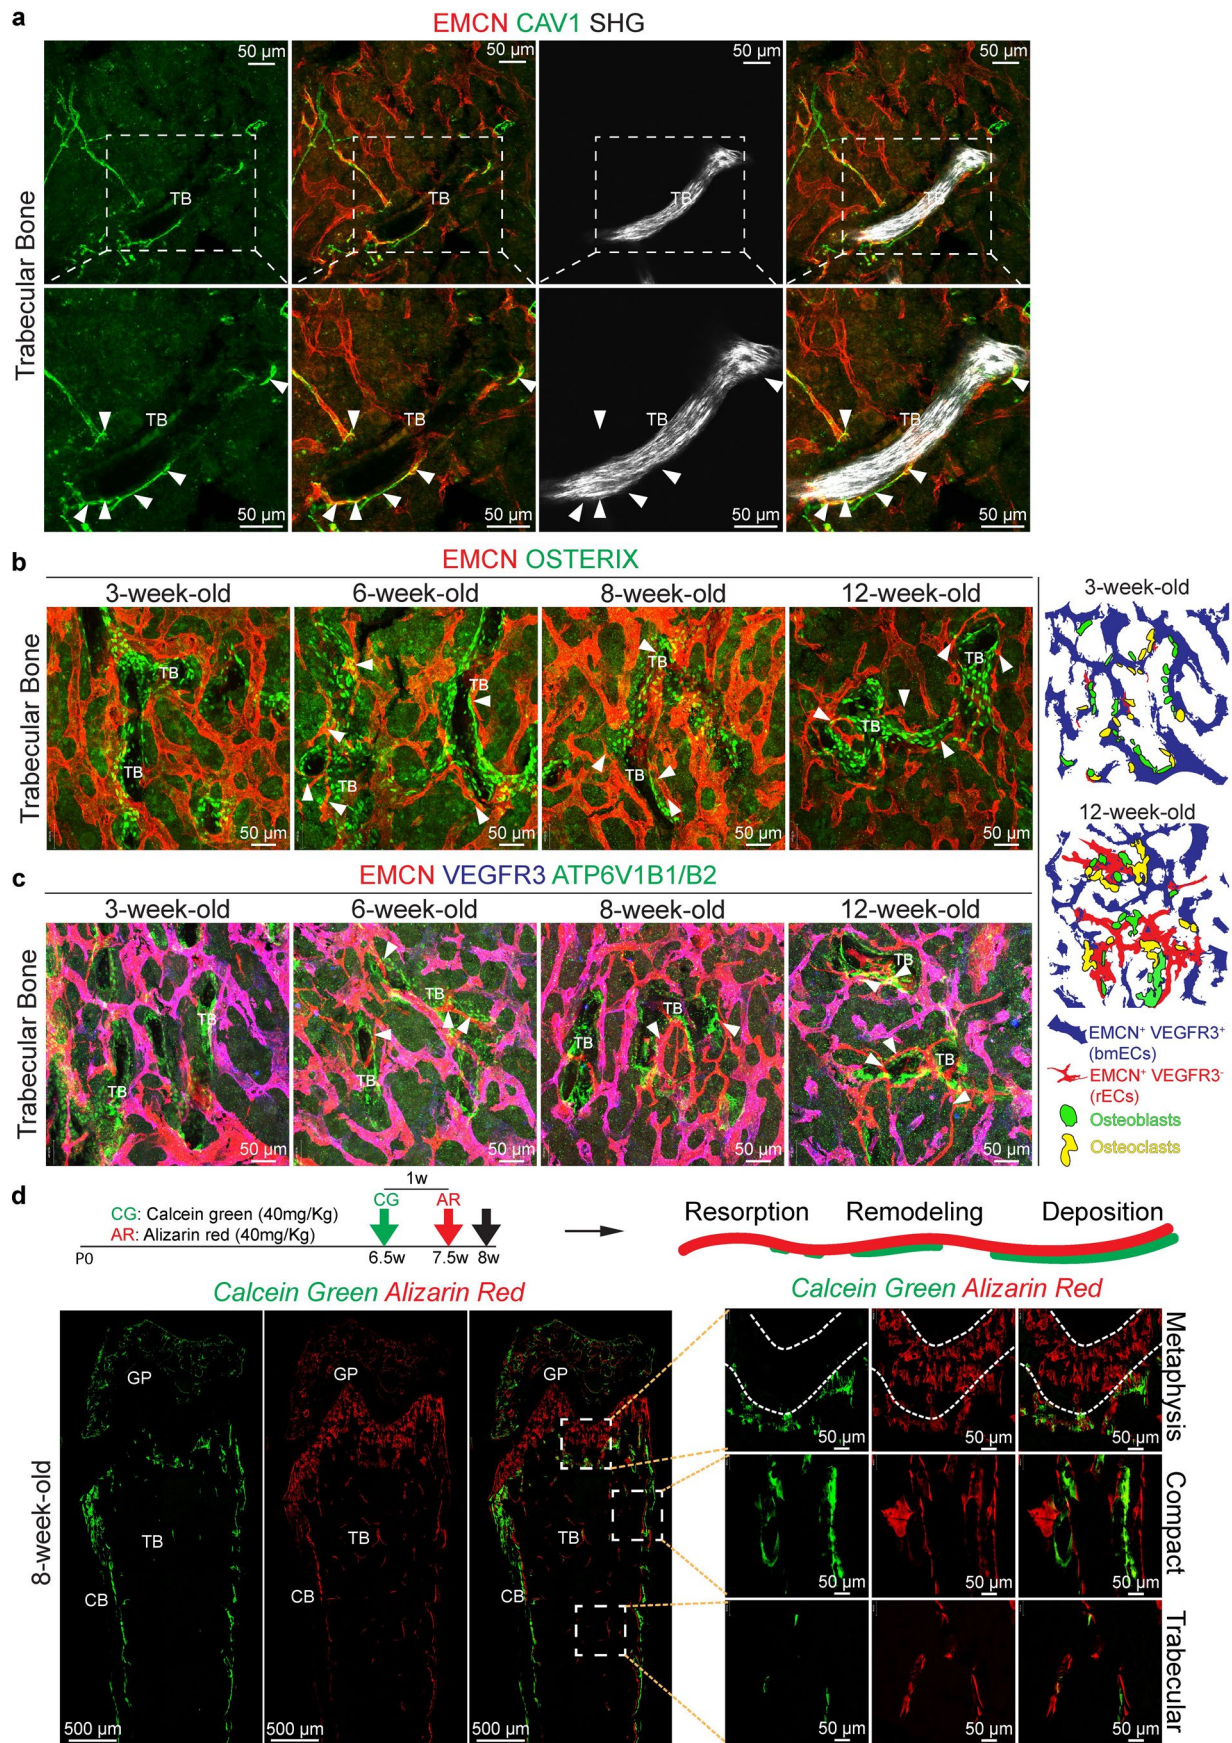 a
EMCN CAV1 SHG
50 µm 50 µm 50 µm 50 µm
Trabecular Bone
TB TB TB TB
TB TB TB TB
50 µm 50 µm 50 µm 50 µm
b
EMCN OSTERIX
3-week-old 6-week-old 8-week-old 12-week-old
Trabecular Bone
TB TB TB TB
TB TB TB TB
50 µm 50 µm 50 µm 50 µm
3-week-old
12-week-old
EMCN⁺ VEGFR3⁺
(bmECs)
EMCN⁺ VEGFR3⁻
(rECs)
Osteoblasts
Osteoclasts
c
EMCN VEGFR3 ATP6V1B1/B2
3-week-old 6-week-old 8-week-old 12-week-old
Trabecular Bone
TB TB TB TB
TB TB TB TB
50 µm 50 µm 50 µm 50 µm
d
1w
CG AR
CG: Calcein green (40mg/Kg)
AR: Alizarin red (40mg/Kg)
P0 6.5w 7.5w 8w
Resorption Remodeling Deposition
Calcein Green Alizarin Red
Calcein Green Alizarin Red
8-week-old
GP GP GP
TB TB TB
CB CB CB
500 µm 500 µm 500 µm
Metaphysis
50 µm 50 µm 50 µm
Compact
50 µm 50 µm 50 µm
Trabecular
50 µm 50 µm 50 µm